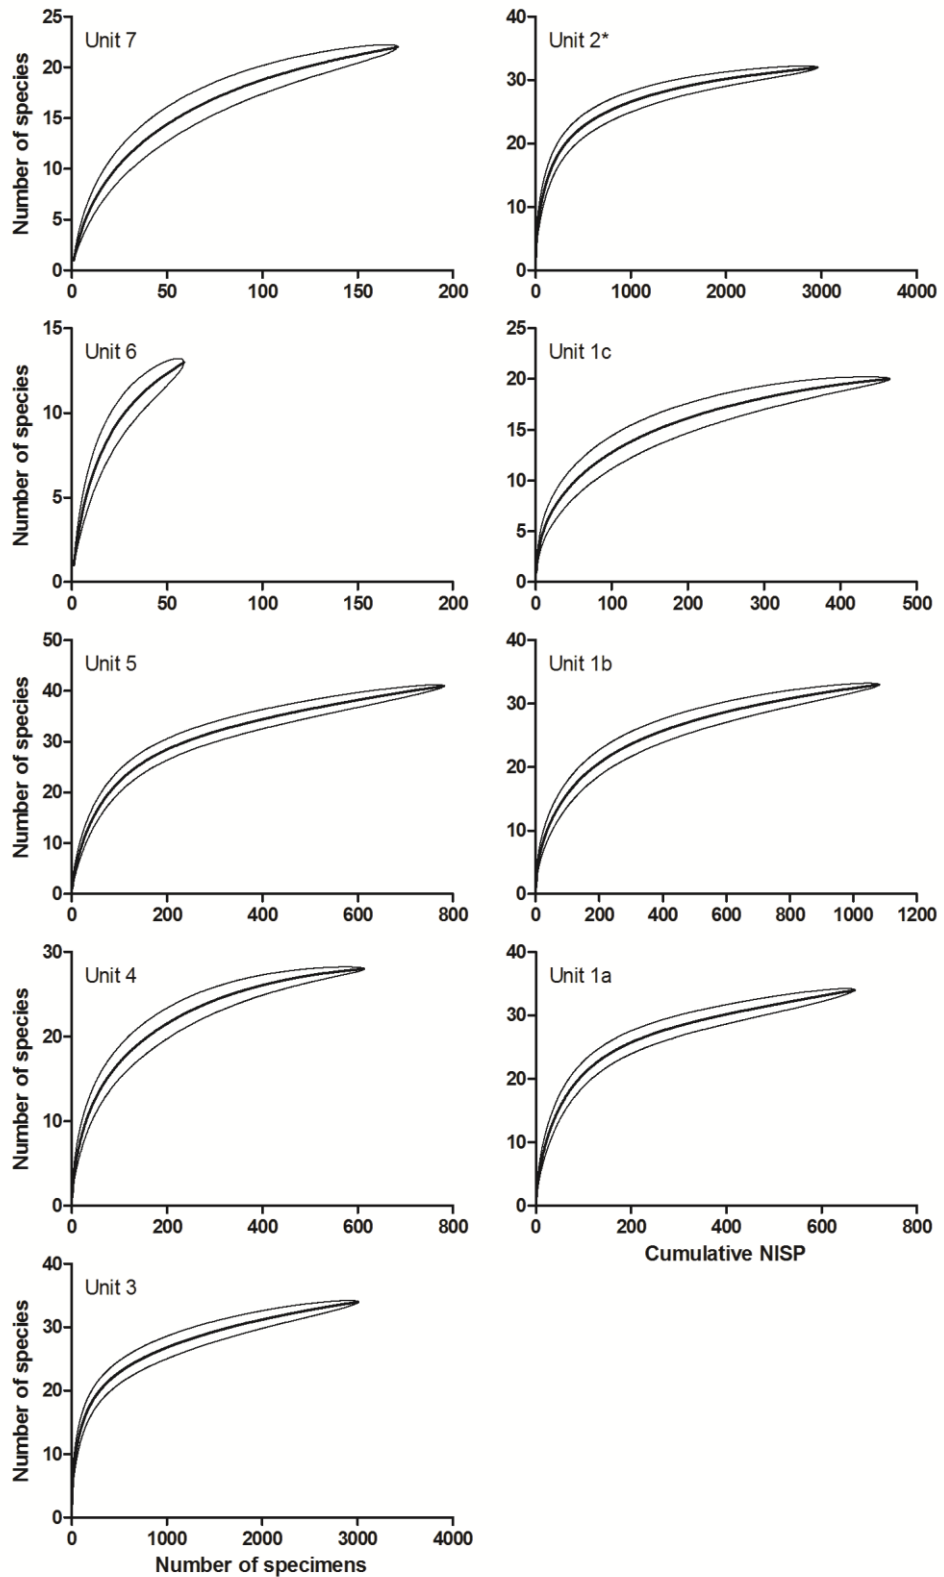 Unit 7
Number of species
25
20
15
10
5
0
0 50 100 150 200
Unit 2*
40
30
20
10
0
0 1000 2000 3000 4000
Unit 6
Number of species
15
10
5
0
0 50 100 150 200
Unit 1c
25
20
15
10
5
0
0 100 200 300 400 500
Unit 5
Number of species
50
40
30
20
10
0
0 200 400 600 800
Unit 1b
40
30
20
10
0
0 200 400 600 800 1000 1200
Unit 4
Number of species
30
20
10
0
0 200 400 600 800
Unit 1a
40
30
20
10
0
0 200 400 600 800
Cumulative NISP
Unit 3
Number of species
40
30
20
10
0
0 1000 2000 3000 4000
Number of specimens